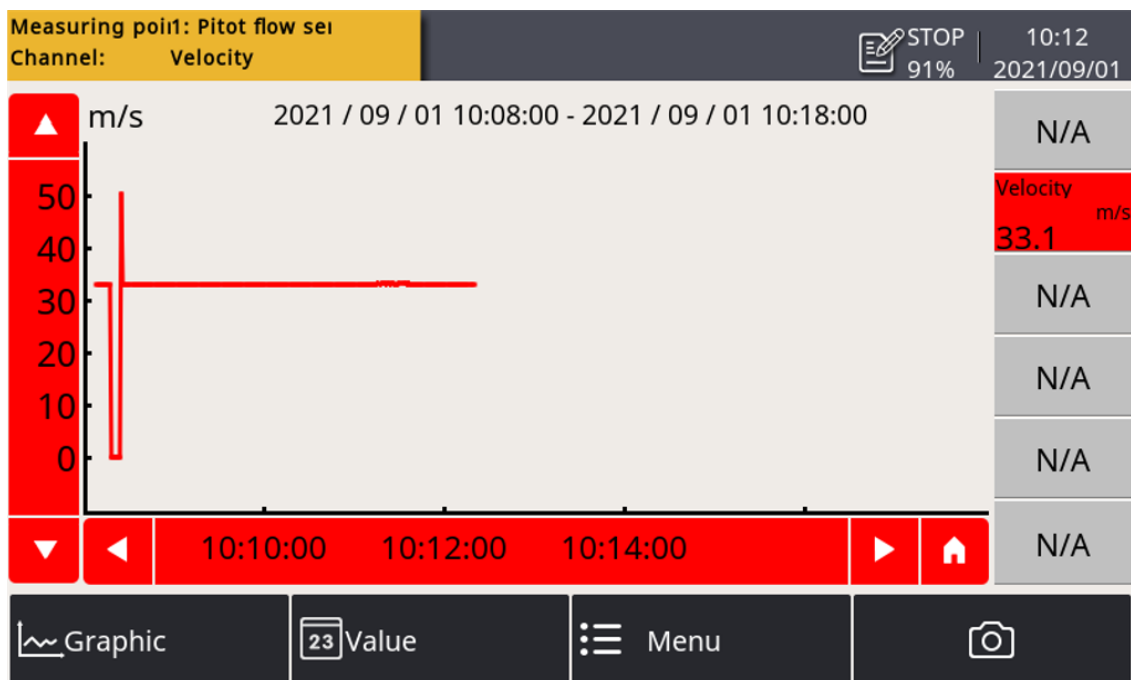 Measuring poin1: Pitot flow sei
Channel: Velocity
STOP
91%
10:12
2021/09/01
m/s
2021 / 09 / 01 10:08:00 - 2021 / 09 / 01 10:18:00
50
40
30
20
10
0
10:10:00 10:12:00 10:14:00
N/A
Velocity
m/s
33.1
N/A
N/A
N/A
N/A
Graphic
23 Value
Menu